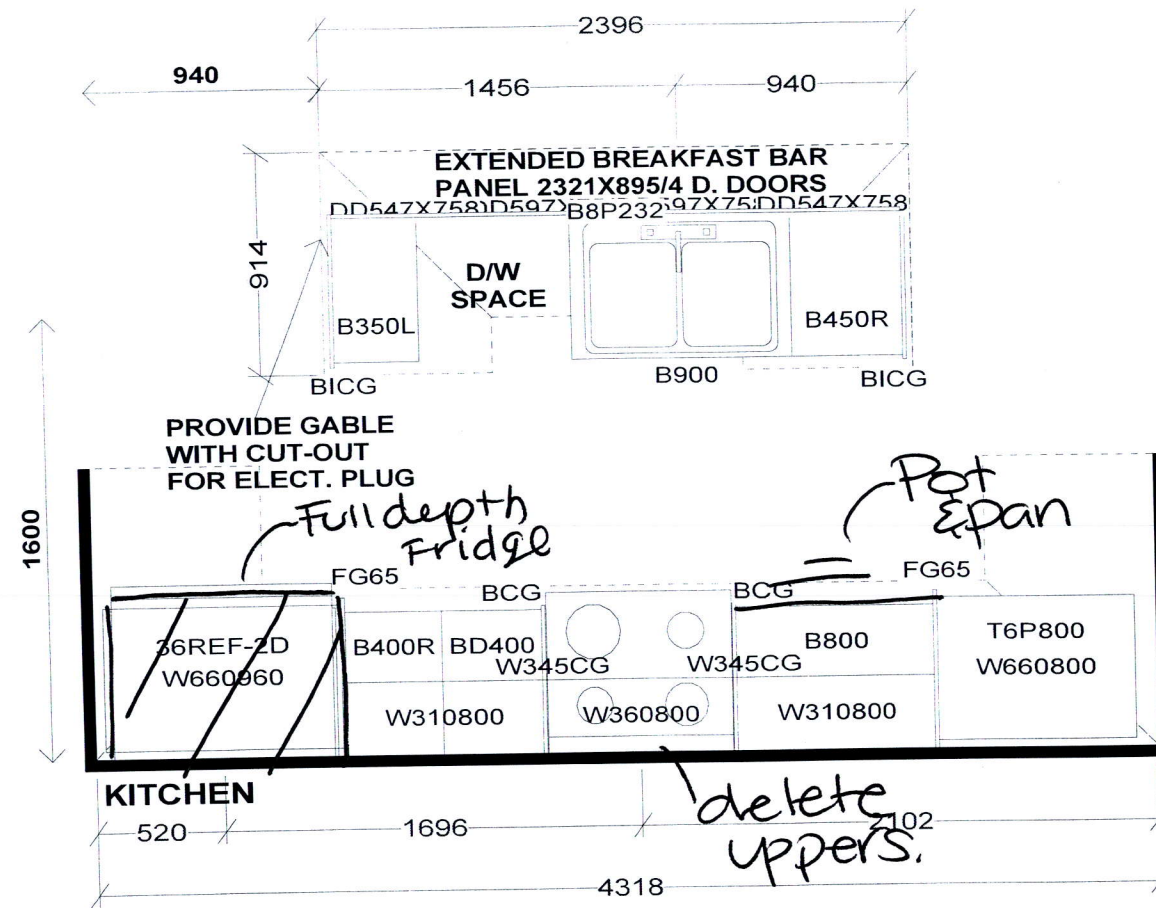 2396
940
1456
940
EXTENDED BREAKFAST BAR
PANEL 2321X895/4 D. DOORS
DD547X758
B8P232
DD547X758
914
D/W
SPACE
B350L
B450R
B900
BICG
BICG
PROVIDE GABLE
WITH CUT-OUT
FOR ELECT. PLUG
1600
Full depth
Fridge
Pot
& pan
FG65
BCG
BCG
FG65
36REF-2D
W660960
B400R
BD400
W345CG
W345CG
B800
T6P800
W660800
W310800
W360800
W310800
KITCHEN
delete
uppers.
520
1696
2102
4318